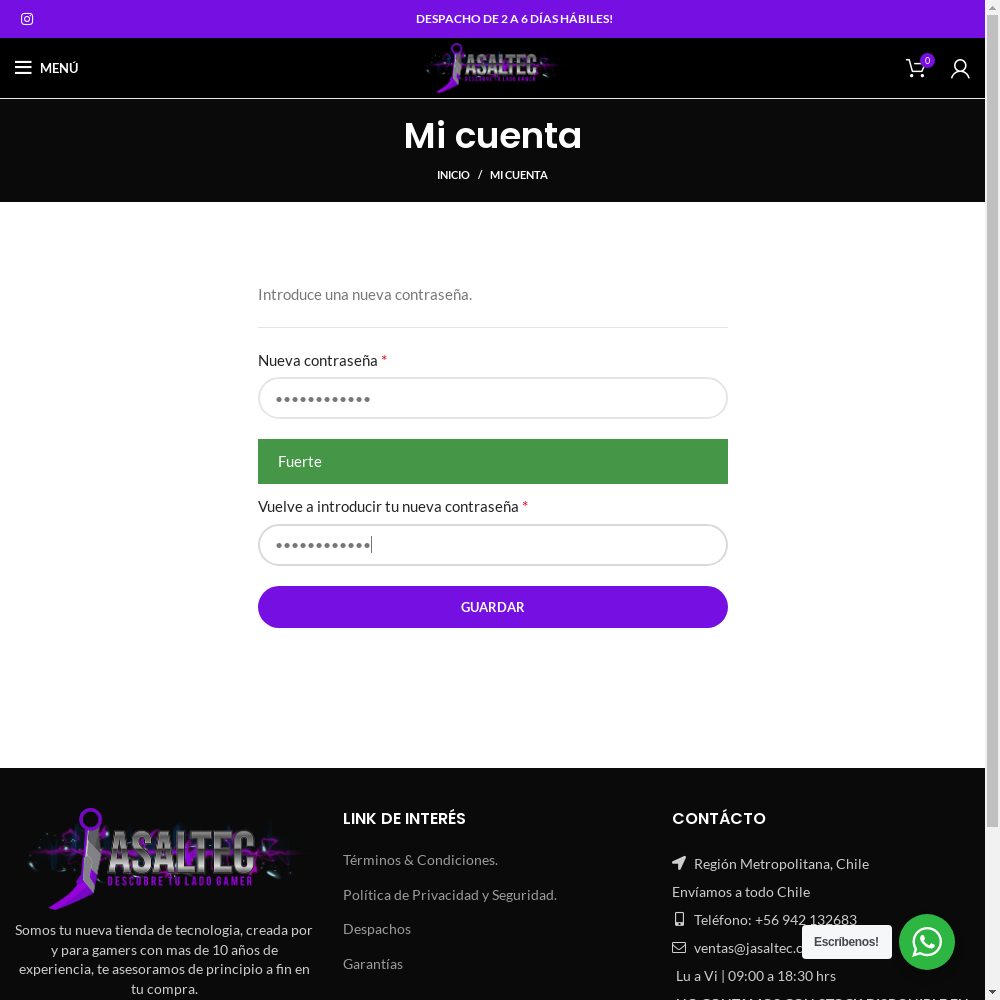 DESPACHO DE 2 A 6 DÍAS HÁBILES!
MENÚ
JASALTEC
DESCOBRE TU LADO GAMER
0
Mi cuenta
INICIO / MI CUENTA
Introduce una nueva contraseña.
Nueva contraseña *
••••••••••••
Fuerte
Vuelve a introducir tu nueva contraseña *
••••••••••••
GUARDAR
JASALTEC
DESCOBRE TU LADO GAMER
Somos tu nueva tienda de tecnologia, creada por
y para gamers con mas de 10 años de
experiencia, te asesoramos de principio a fin en
tu compra.
LINK DE INTERÉS
Términos & Condiciones.
Política de Privacidad y Seguridad.
Despachos
Garantías
CONTÁCTO
Región Metropolitana, Chile
Envíamos a todo Chile
Teléfono: +56 942 132683
ventas@jasaltec.c
Escríbenos!
Lu a Vi | 09:00 a 18:30 hrs